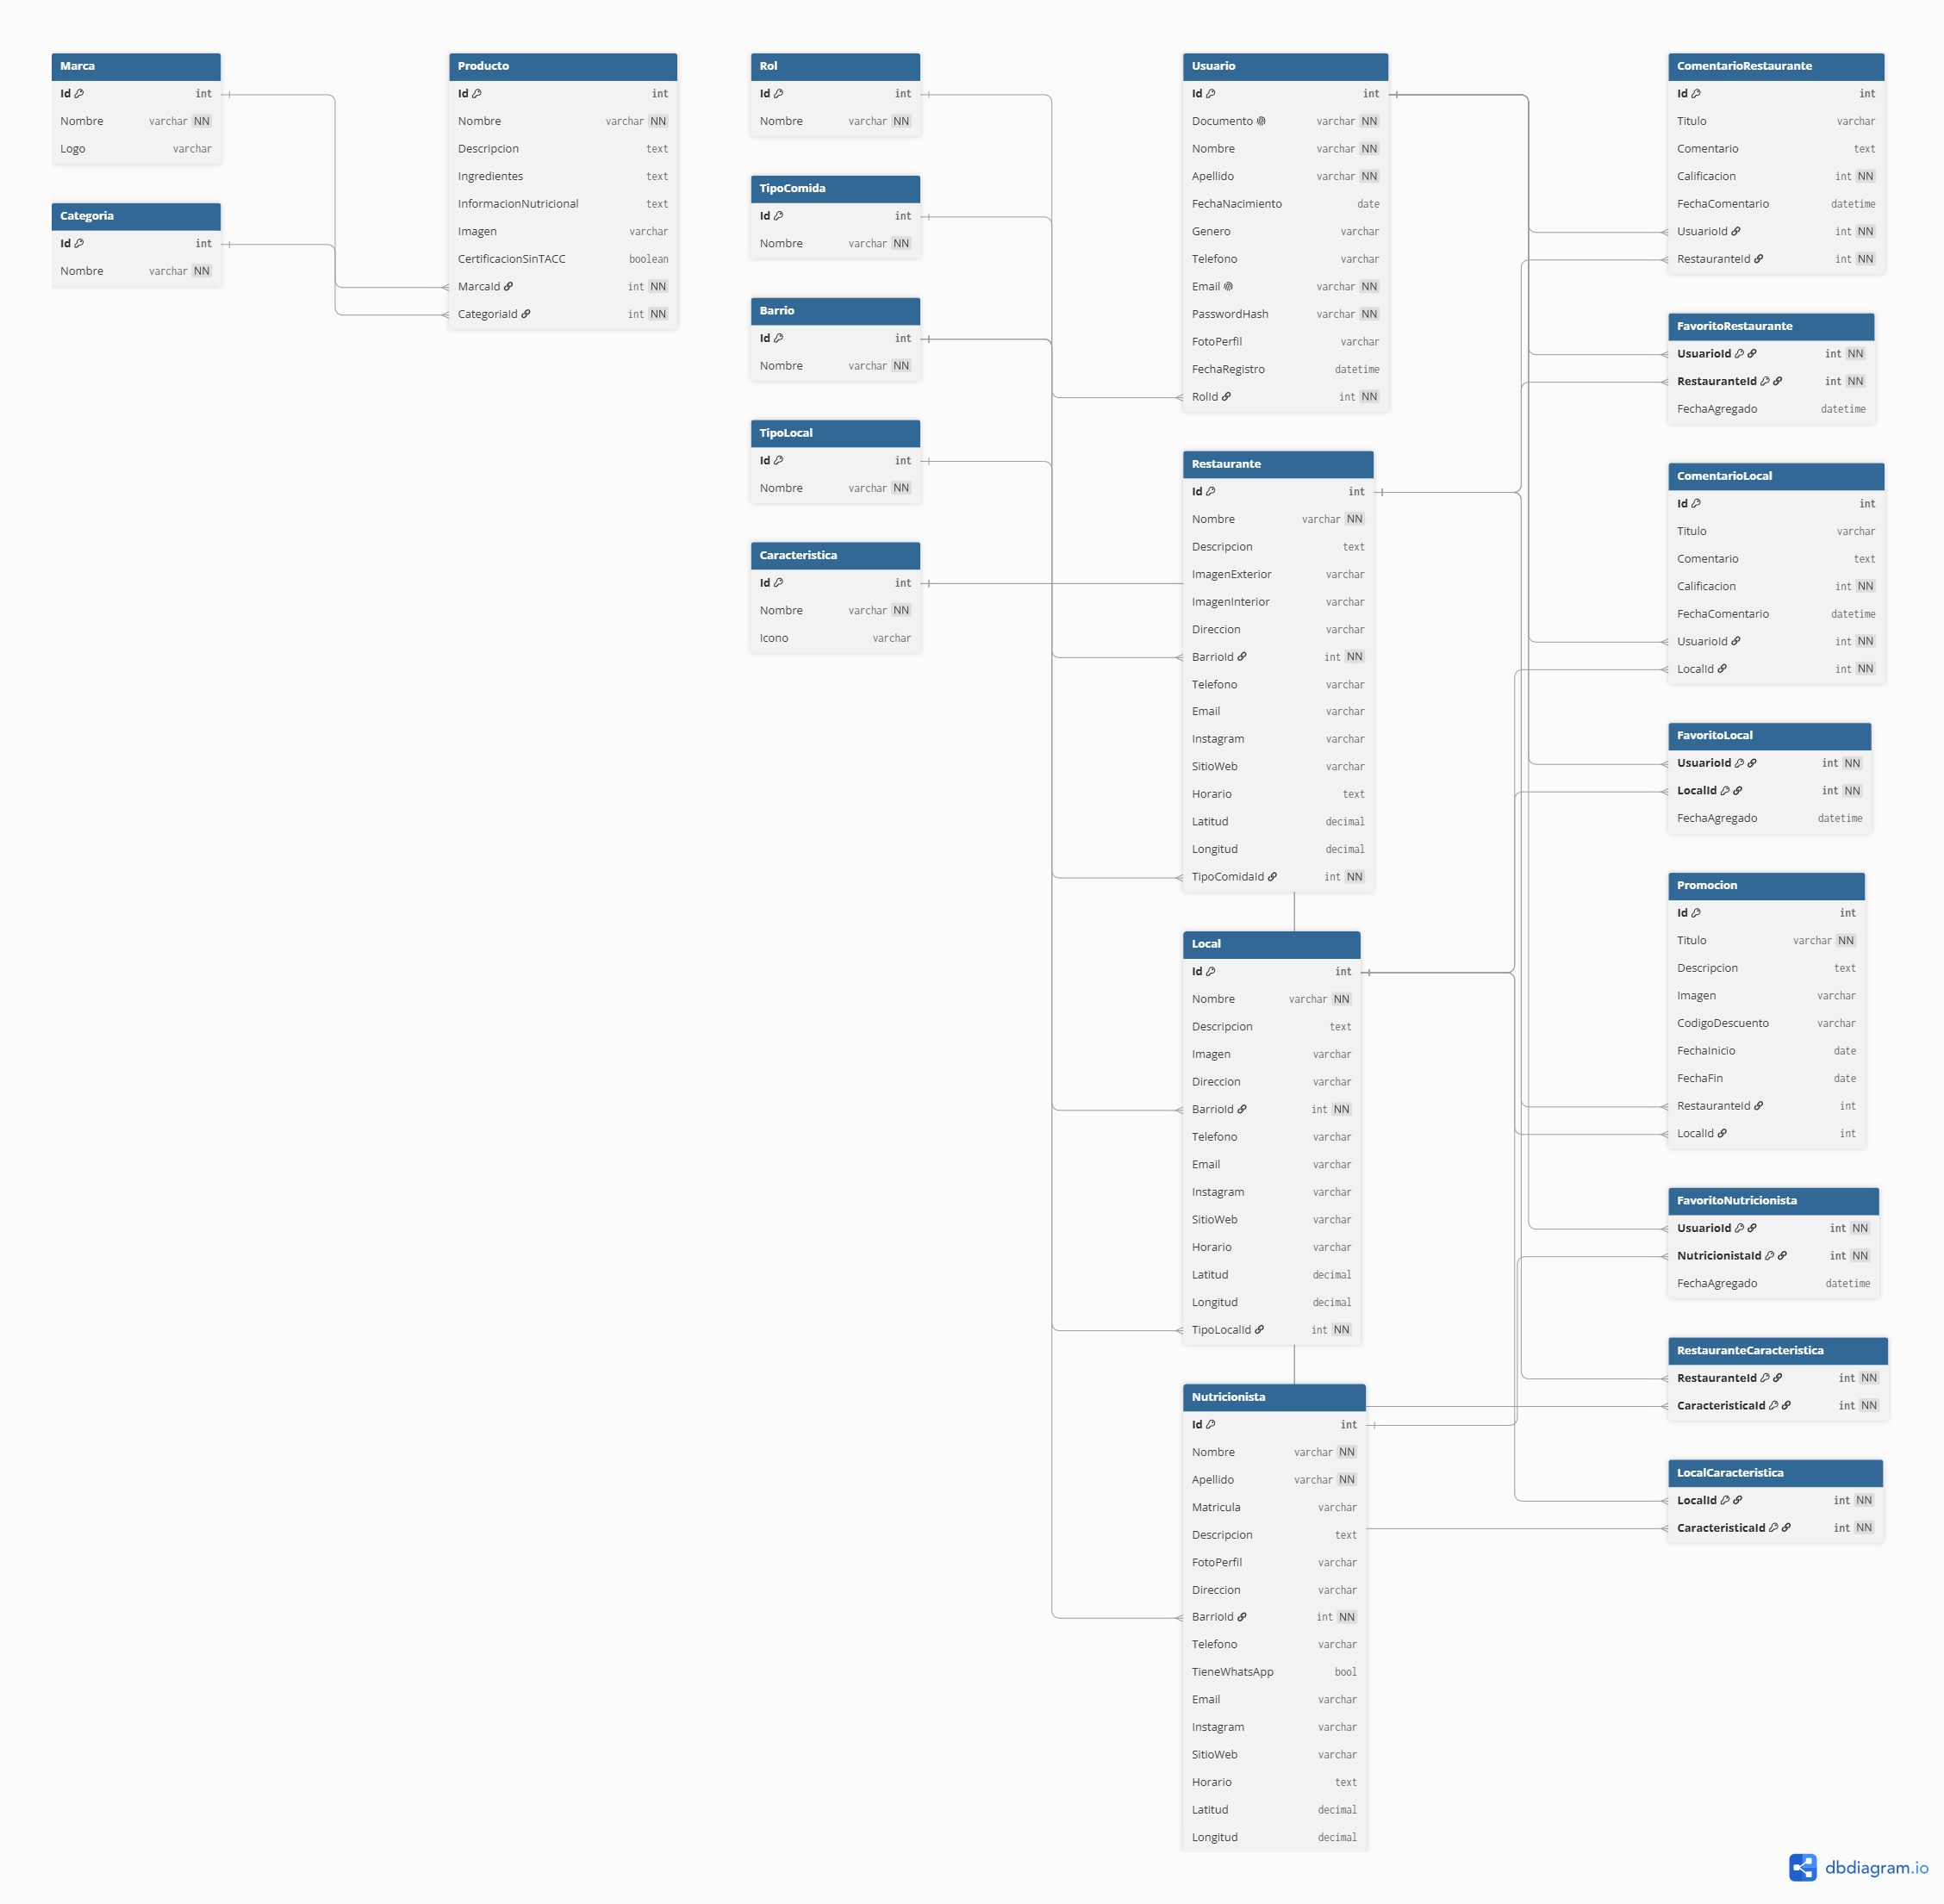 Marca
Id int
Nombre varchar NN
Logo varchar
Categoria
Id int
Nombre varchar NN
Producto
Id int
Nombre varchar NN
Descripcion text
Ingredientes text
InformacionNutricional text
Imagen varchar
CertificacionSinTACC boolean
MarcaId int NN
CategoriaId int NN
Rol
Id int
Nombre varchar NN
TipoComida
Id int
Nombre varchar NN
Barrio
Id int
Nombre varchar NN
TipoLocal
Id int
Nombre varchar NN
Caracteristica
Id int
Nombre varchar NN
Icono varchar
Usuario
Id int
Documento varchar NN
Nombre varchar NN
Apellido varchar NN
FechaNacimiento date
Genero varchar
Telefono varchar
Email varchar NN
PasswordHash varchar NN
FotoPerfil varchar
FechaRegistro datetime
RolId int NN
Restaurante
Id int
Nombre varchar NN
Descripcion text
ImagenExterior varchar
ImagenInterior varchar
Direccion varchar
BarrioId int NN
Telefono varchar
Email varchar
Instagram varchar
SitioWeb varchar
Horario text
Latitud decimal
Longitud decimal
TipoComidaId int NN
Local
Id int
Nombre varchar NN
Descripcion text
Imagen varchar
Direccion varchar
BarrioId int NN
Telefono varchar
Email varchar
Instagram varchar
SitioWeb varchar
Horario varchar
Latitud decimal
Longitud decimal
TipoLocalId int NN
Nutricionista
Id int
Nombre varchar NN
Apellido varchar NN
Matricula varchar
Descripcion text
FotoPerfil varchar
Direccion varchar
BarrioId int NN
Telefono varchar
TieneWhatsApp bool
Email varchar
Instagram varchar
SitioWeb varchar
Horario text
Latitud decimal
Longitud decimal
ComentarioRestaurante
Id int
Titulo varchar
Comentario text
Calificacion int NN
FechaComentario datetime
UsuarioId int NN
RestauranteId int NN
FavoritoRestaurante
UsuarioId int NN
RestauranteId int NN
FechaAgregado datetime
ComentarioLocal
Id int
Titulo varchar
Comentario text
Calificacion int NN
FechaComentario datetime
UsuarioId int NN
LocalId int NN
FavoritoLocal
UsuarioId int NN
LocalId int NN
FechaAgregado datetime
Promocion
Id int
Titulo varchar NN
Descripcion text
Imagen varchar
CodigoDescuento varchar
FechaInicio date
FechaFin date
RestauranteId int
LocalId int
FavoritoNutricionista
UsuarioId int NN
NutricionistaId int NN
FechaAgregado datetime
RestauranteCaracteristica
RestauranteId int NN
CaracteristicaId int NN
LocalCaracteristica
LocalId int NN
CaracteristicaId int NN
dbdiagram.io